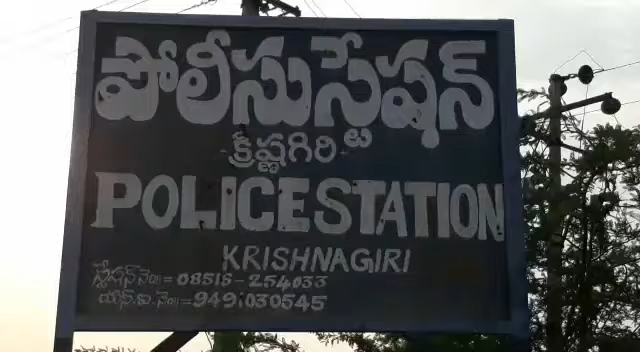 పోలీసుస్టేషన్
-క్రిష్ణగిరి-
POLICE STATION
KRISHNAGIRI
స్టేషన్ నెం॥= 08518-254033
యస్.ఐ.నెం॥=9491030545